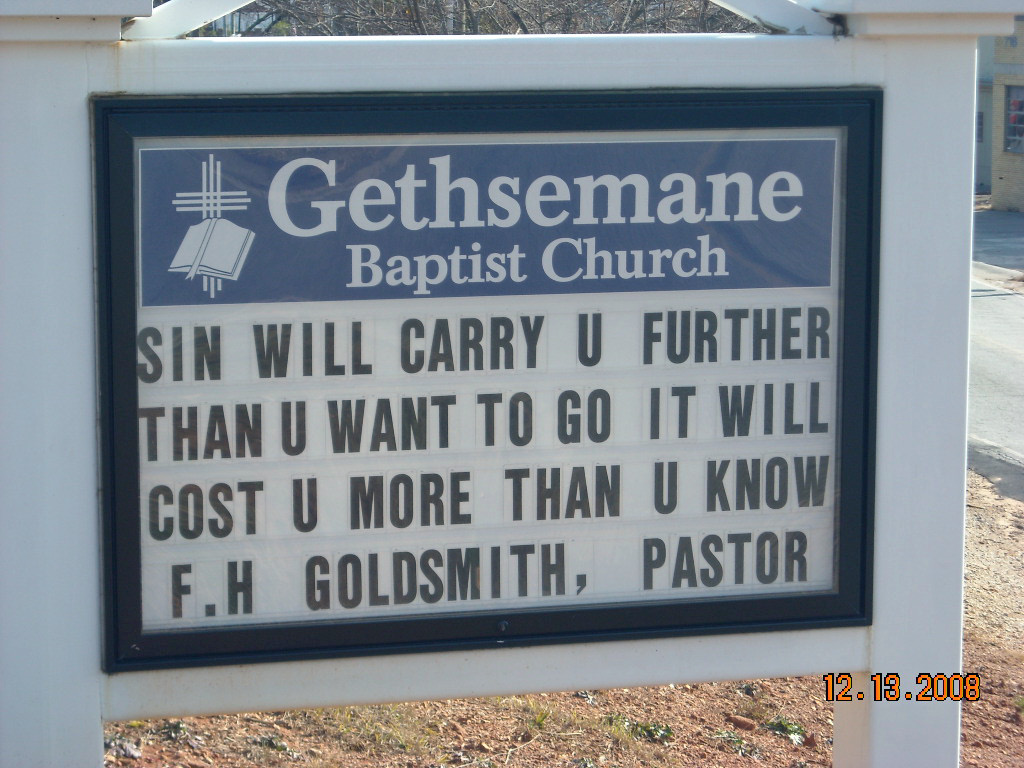 Gethsemane
Baptist Church
SIN WILL CARRY U FURTHER
THAN U WANT TO GO IT WILL
COST U MORE THAN U KNOW
F.H GOLDSMITH, PASTOR
12.13.2008